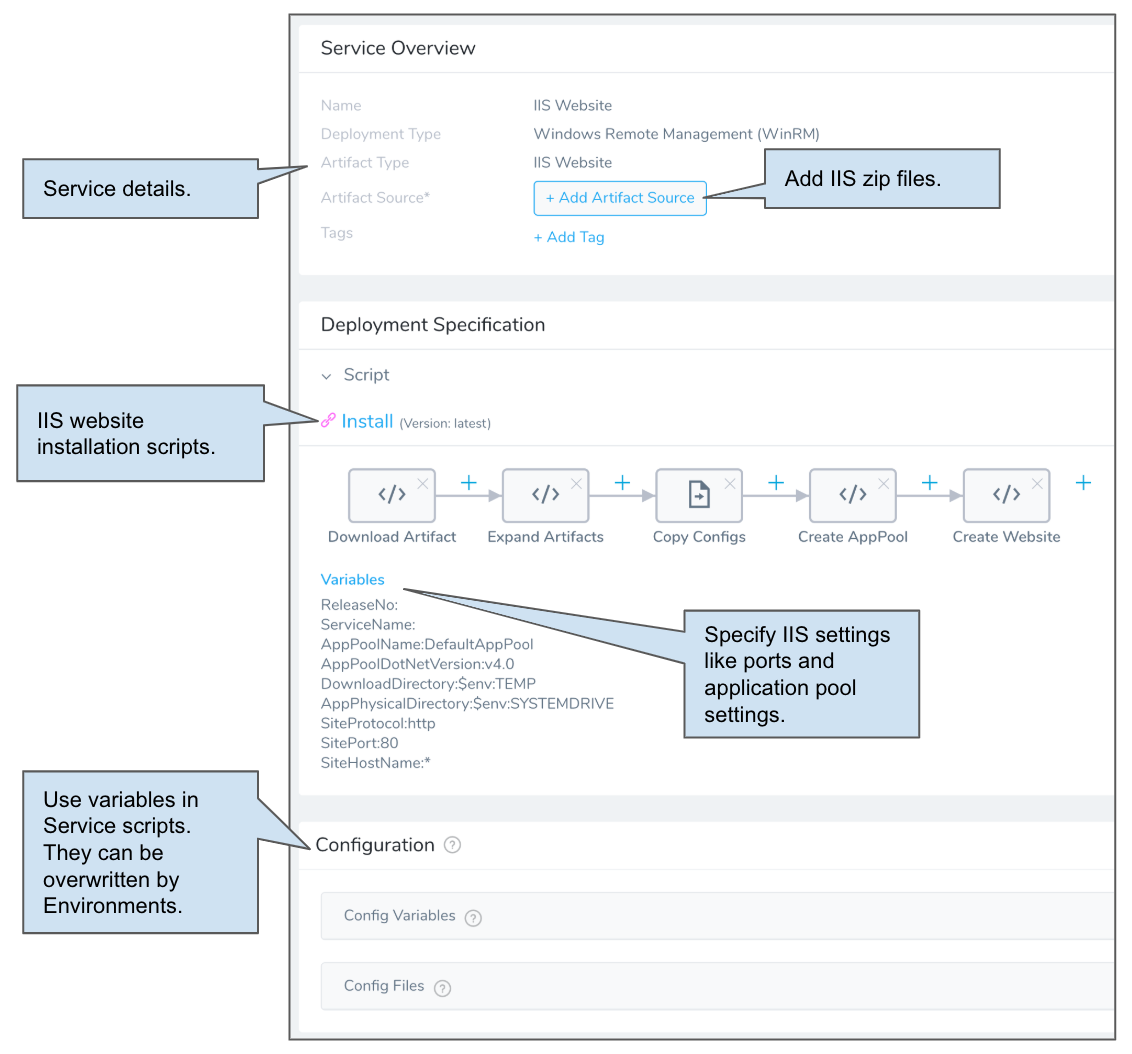 Service Overview
Name IIS Website
Deployment Type Windows Remote Management (WinRM)
Artifact Type IIS Website
Service details.
Artifact Source* + Add Artifact Source
Add IIS zip files.
Tags + Add Tag
Deployment Specification
Script
IIS website
installation scripts.
Install (Version: latest)
</> + </> + + </> + </> +
Download Artifact Expand Artifacts Copy Configs Create AppPool Create Website
Variables
ReleaseNo:
ServiceName:
AppPoolName:DefaultAppPool
AppPoolDotNetVersion:v4.0
DownloadDirectory:$env:TEMP
AppPhysicalDirectory:$env:SYSTEMDRIVE
SiteProtocol:http
SitePort:80
SiteHostName:*
Specify IIS settings
like ports and
application pool
settings.
Use variables in
Service scripts.
They can be
overwritten by
Environments.
Configuration ?
Config Variables ?
Config Files ?